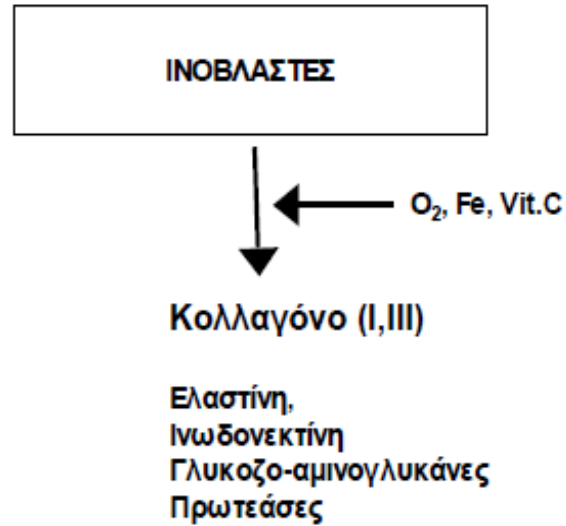 ΙΝΟΒΛΑΣΤΕΣ
O₂, Fe, Vit.C
Κολλαγόνο (I,III)
Ελαστίνη,
Ινωδονεκτίνη
Γλυκοζο-αμινογλυκάνες
Πρωτεάσες